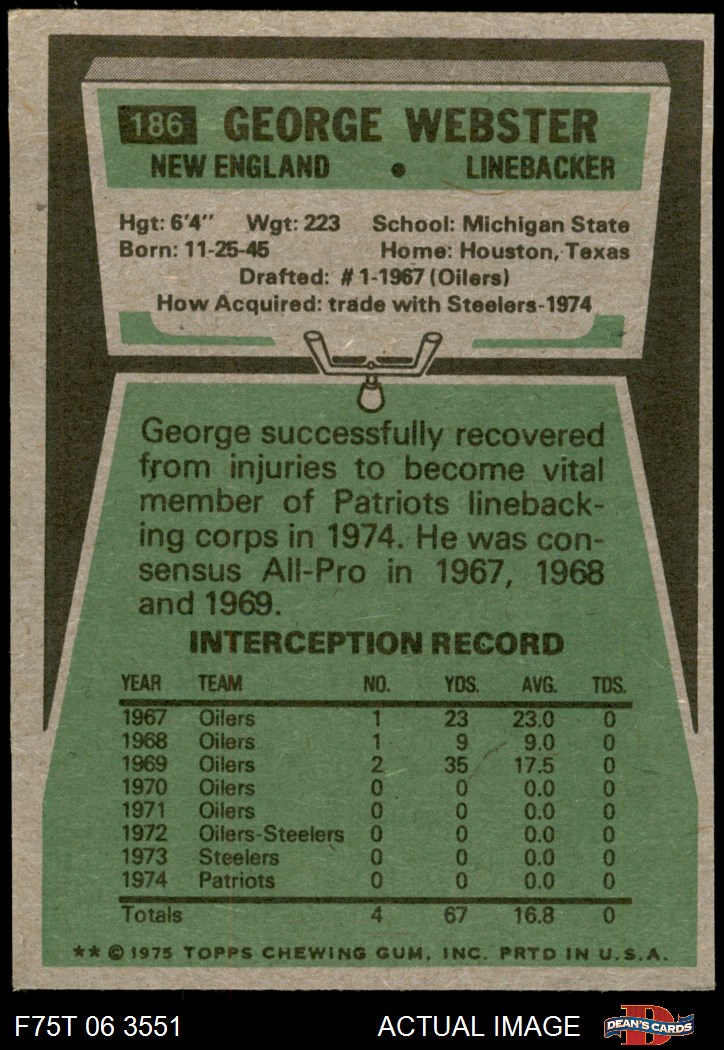 186 GEORGE WEBSTER
NEW ENGLAND • LINEBACKER
Hgt: 6'4" Wgt: 223 School: Michigan State
Born: 11-25-45 Home: Houston, Texas
Drafted: #1-1967 (Oilers)
How Acquired: trade with Steelers-1974
George successfully recovered
from injuries to become vital
member of Patriots lineback-
ing corps in 1974. He was con-
sensus All-Pro in 1967, 1968
and 1969.
INTERCEPTION RECORD
YEAR TEAM NO. YDS. AVG. TDS.
1967 Oilers 1 23 23.0 0
1968 Oilers 1 9 9.0 0
1969 Oilers 2 35 17.5 0
1970 Oilers 0 0 0.0 0
1971 Oilers 0 0 0.0 0
1972 Oilers-Steelers 0 0 0.0 0
1973 Steelers 0 0 0.0 0
1974 Patriots 0 0 0.0 0
Totals 4 67 16.8 0
** © 1975 TOPPS CHEWING GUM, INC. PRTD IN U.S.A.
F75T 06 3551 ACTUAL IMAGE D DEAN'S CARDS